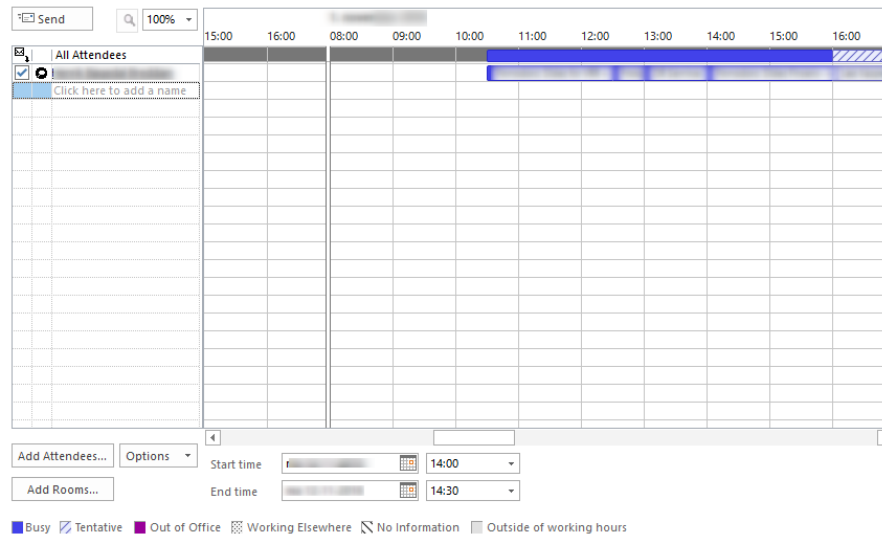 Send
100%
15:00 16:00 08:00 09:00 10:00 11:00 12:00 13:00 14:00 15:00 16:00
All Attendees
Click here to add a name
Add Attendees... Options
Start time 14:00
Add Rooms... End time 14:30
Busy Tentative Out of Office Working Elsewhere No Information Outside of working hours